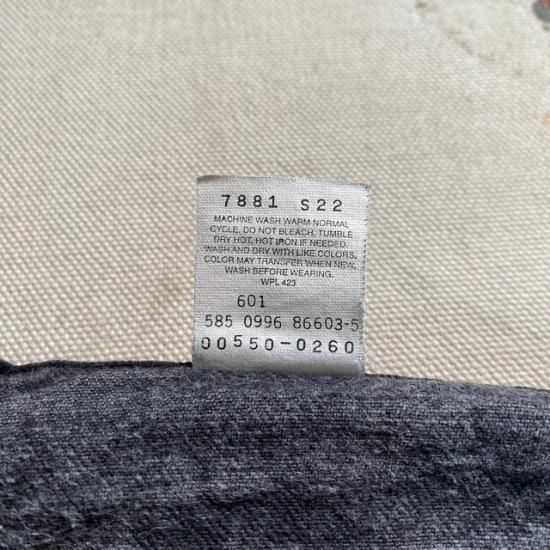 7881 S22
MACHINE WASH WARM NORMAL
CYCLE, DO NOT BLEACH, TUMBLE
DRY HOT, HOT IRON IF NEEDED.
WASH AND DRY WITH LIKE COLORS.
COLOR MAY TRANSFER WHEN NEW.
WASH BEFORE WEARING.
WPL 423
601
585 0996 86603-5
00550-0260